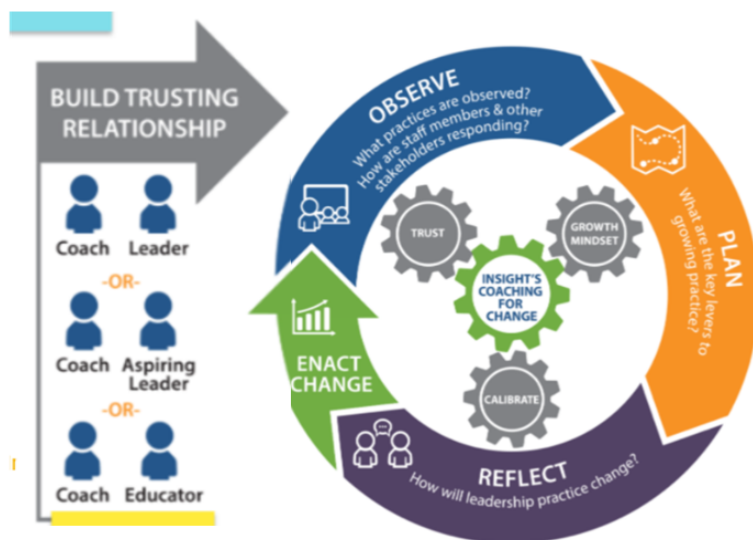 BUILD TRUSTING
RELATIONSHIP
Coach Leader
-OR-
Coach Aspiring
Leader
-OR-
Coach Educator
OBSERVE
What practices are observed?
How are staff members & other
stakeholders responding?
PLAN
What are the key levers to
growing practice?
REFLECT
How will leadership practice change?
ENACT
CHANGE
TRUST
GROWTH
MINDSET
INSIGHT'S
COACHING
FOR
CHANGE
CALIBRATE